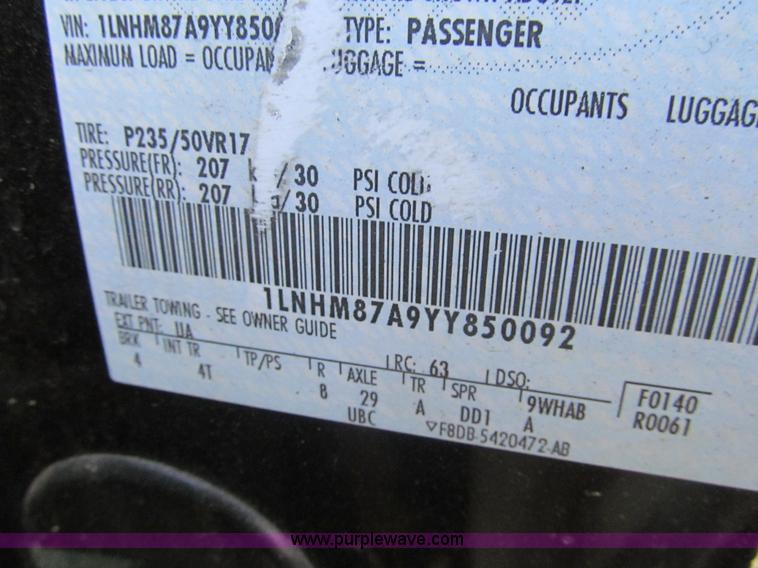 VIN: 1LNHM87A9YY850 TYPE: PASSENGER
MAXIMUM LOAD = OCCUPAN UGGAGE =
OCCUPANTS LUGGAG
TIRE: P235/50VR17
PRESSURE(FR): 207 k /30 PSI COLD
PRESSURE(RR): 207 /30 PSI COLD
1LNHM87A9YY850092
TRAILER TOWING - SEE OWNER GUIDE
EXT PNT: UA RC: 63 DSO:
BRK INT TR TP/PS R AXLE TR SPR 9WHAB F0140
4 4T B 29 A DD1 A R0061
UBC ▽F8DB-5420472-AB
www.purplewave.com